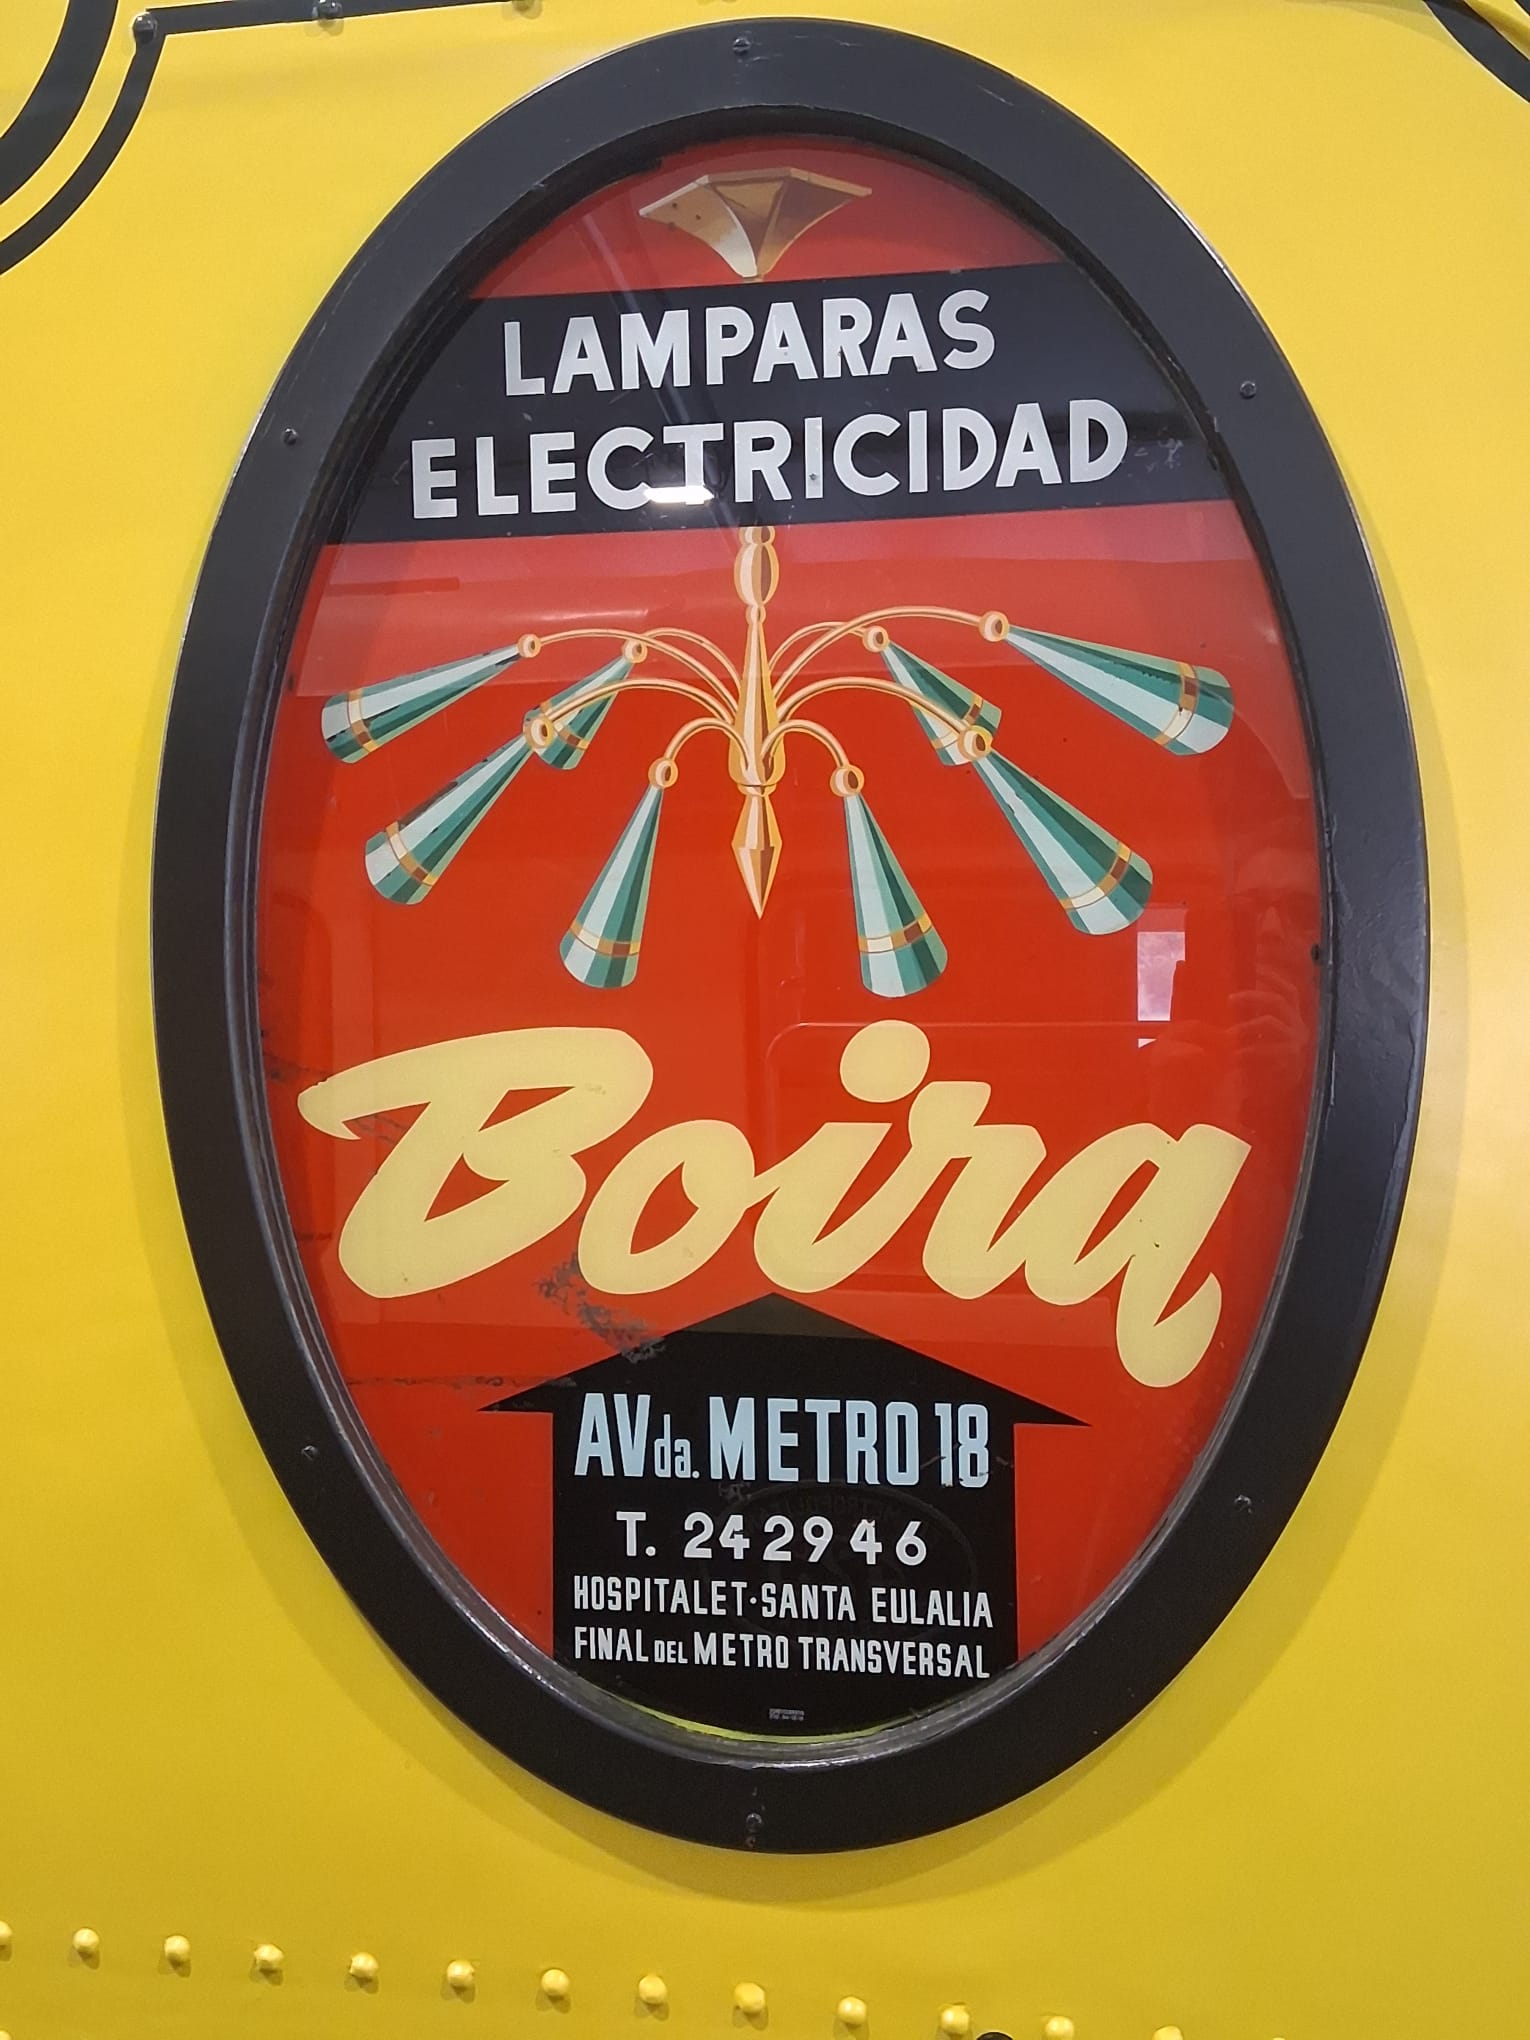 LAMPARAS
ELECTRICIDAD
Boira
AVda. METRO 18
T. 242946
HOSPITALET·SANTA EULALIA
FINAL DEL METRO TRANSVERSAL